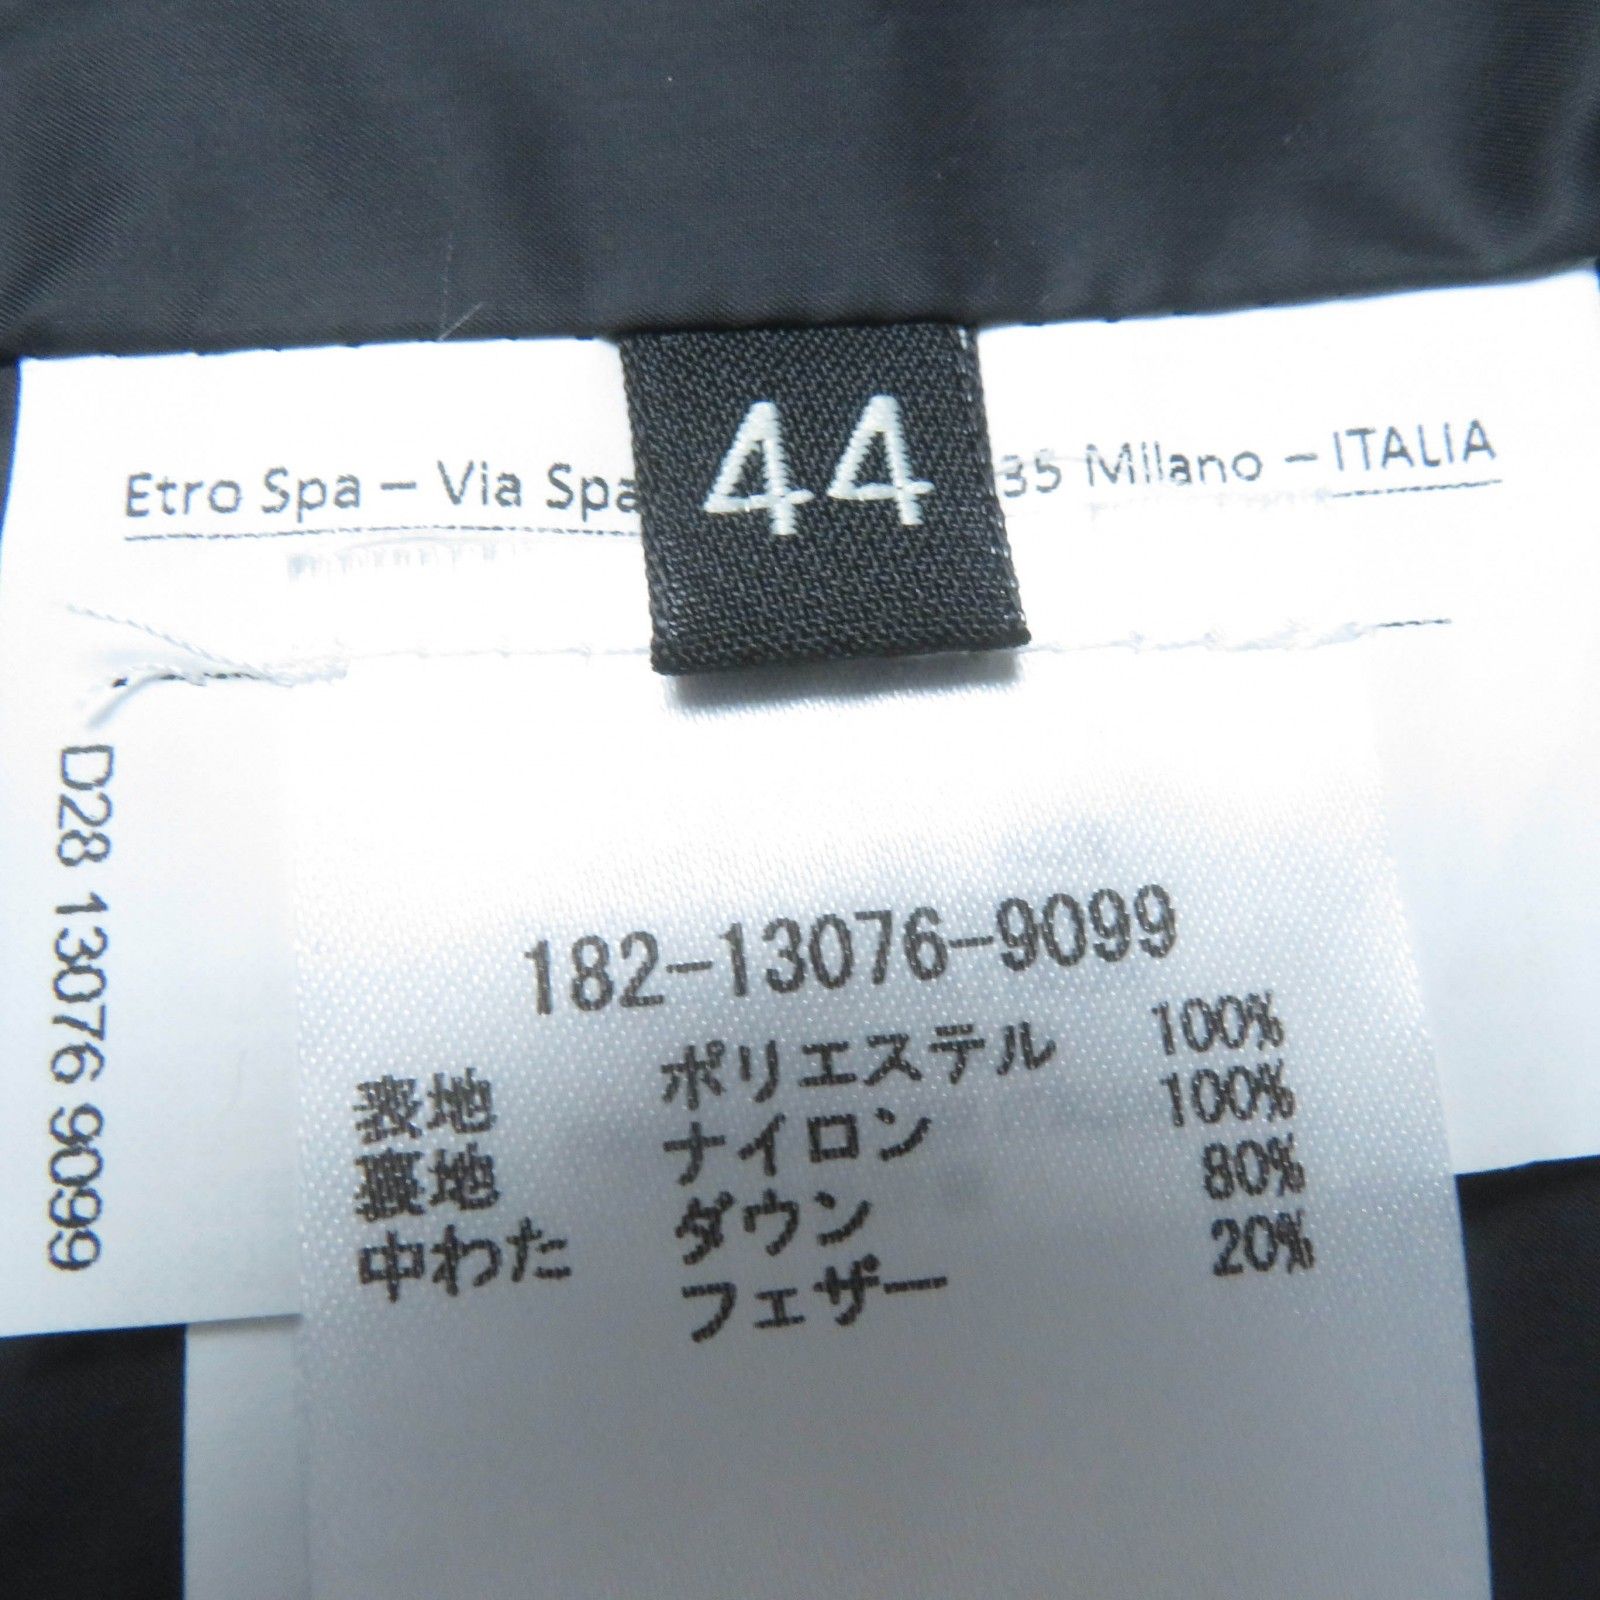 44
Etro Spa – Via Spa 35 Milano – ITALIA
D28 13076 9099
182-13076-9099
表地 ポリエステル 100%
裏地 ナイロン 100%
中わた ダウン 80%
フェザー 20%